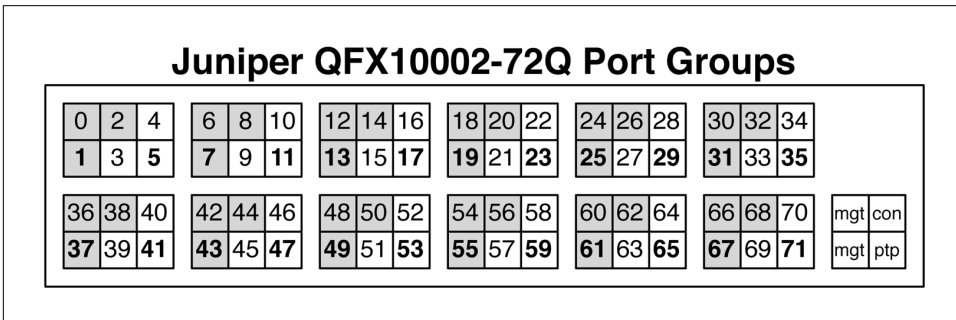 Juniper QFX10002-72Q Port Groups
0 2 4 6 8 10 12 14 16 18 20 22 24 26 28 30 32 34
1 3 5 7 9 11 13 15 17 19 21 23 25 27 29 31 33 35
36 38 40 42 44 46 48 50 52 54 56 58 60 62 64 66 68 70 mgt con
37 39 41 43 45 47 49 51 53 55 57 59 61 63 65 67 69 71 mgt ptp